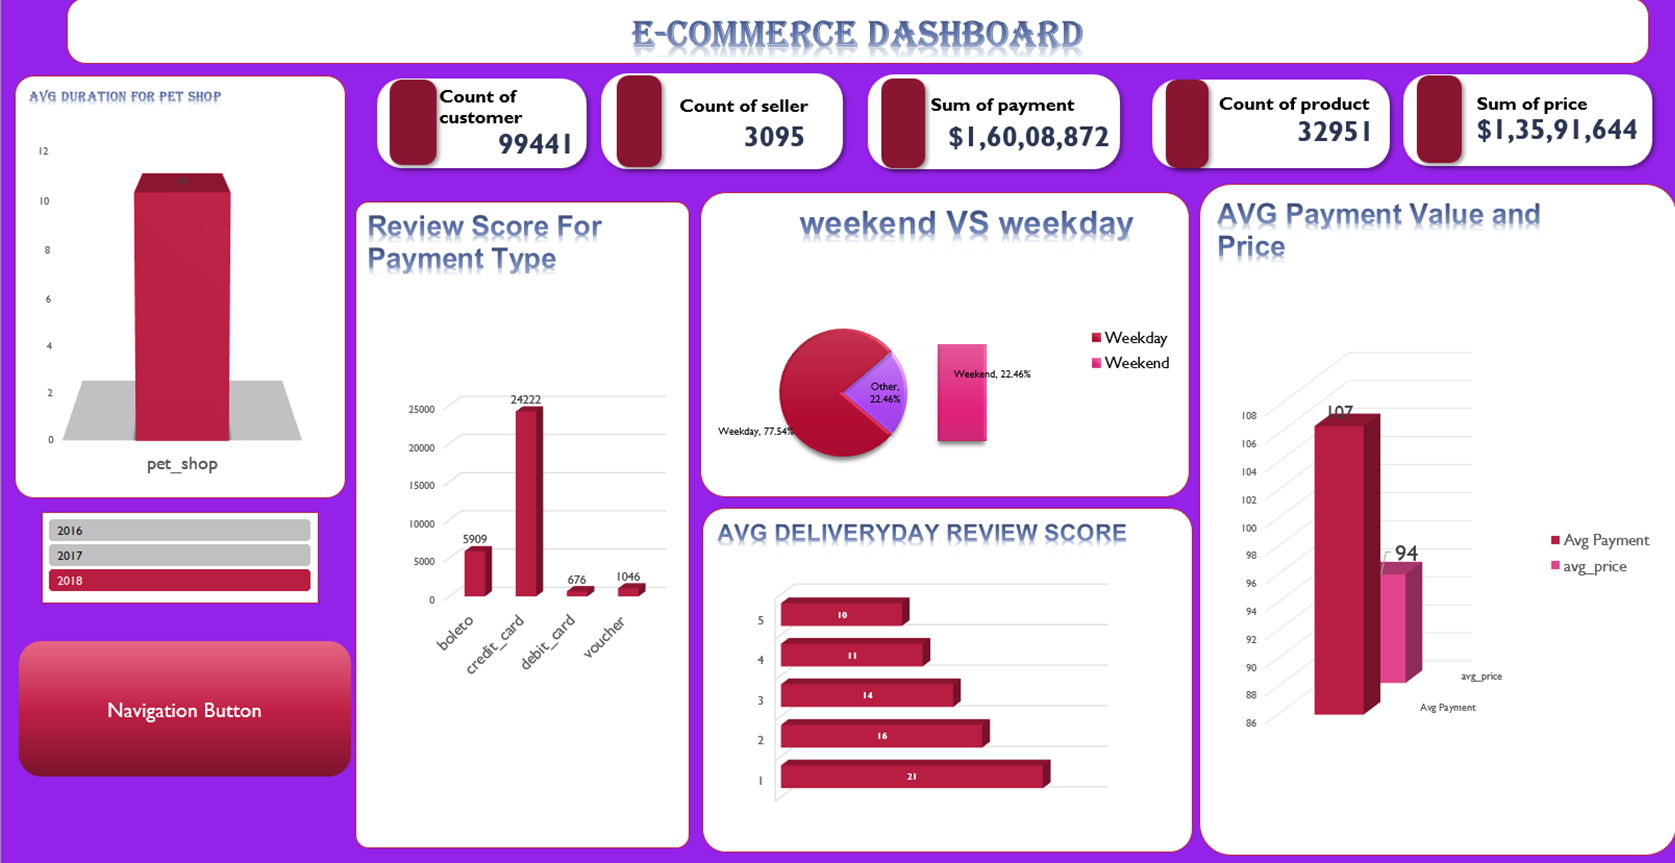 E-COMMERCE DASHBOARD
AVG DURATION FOR PET SHOP
12
10
8
6
4
2
0
pet_shop
2016
2017
2018
Navigation Button
Count of
customer
99441
Count of seller
3095
Sum of payment
$1,60,08,872
Count of product
32951
Sum of price
$1,35,91,644
Review Score For
Payment Type
25000
20000
15000
10000
5000
0
5909
24222
676
1046
boleto
credit_card
debit_card
voucher
weekend VS weekday
Weekday, 77.54%
Other,
22.46%
Weekend, 22.46%
Weekday
Weekend
AVG DELIVERYDAY REVIEW SCORE
5
10
4
11
3
14
2
16
1
21
AVG Payment Value and
Price
108
106
104
102
100
98
96
94
92
90
88
86
107
94
avg_price
Avg Payment
Avg Payment
avg_price